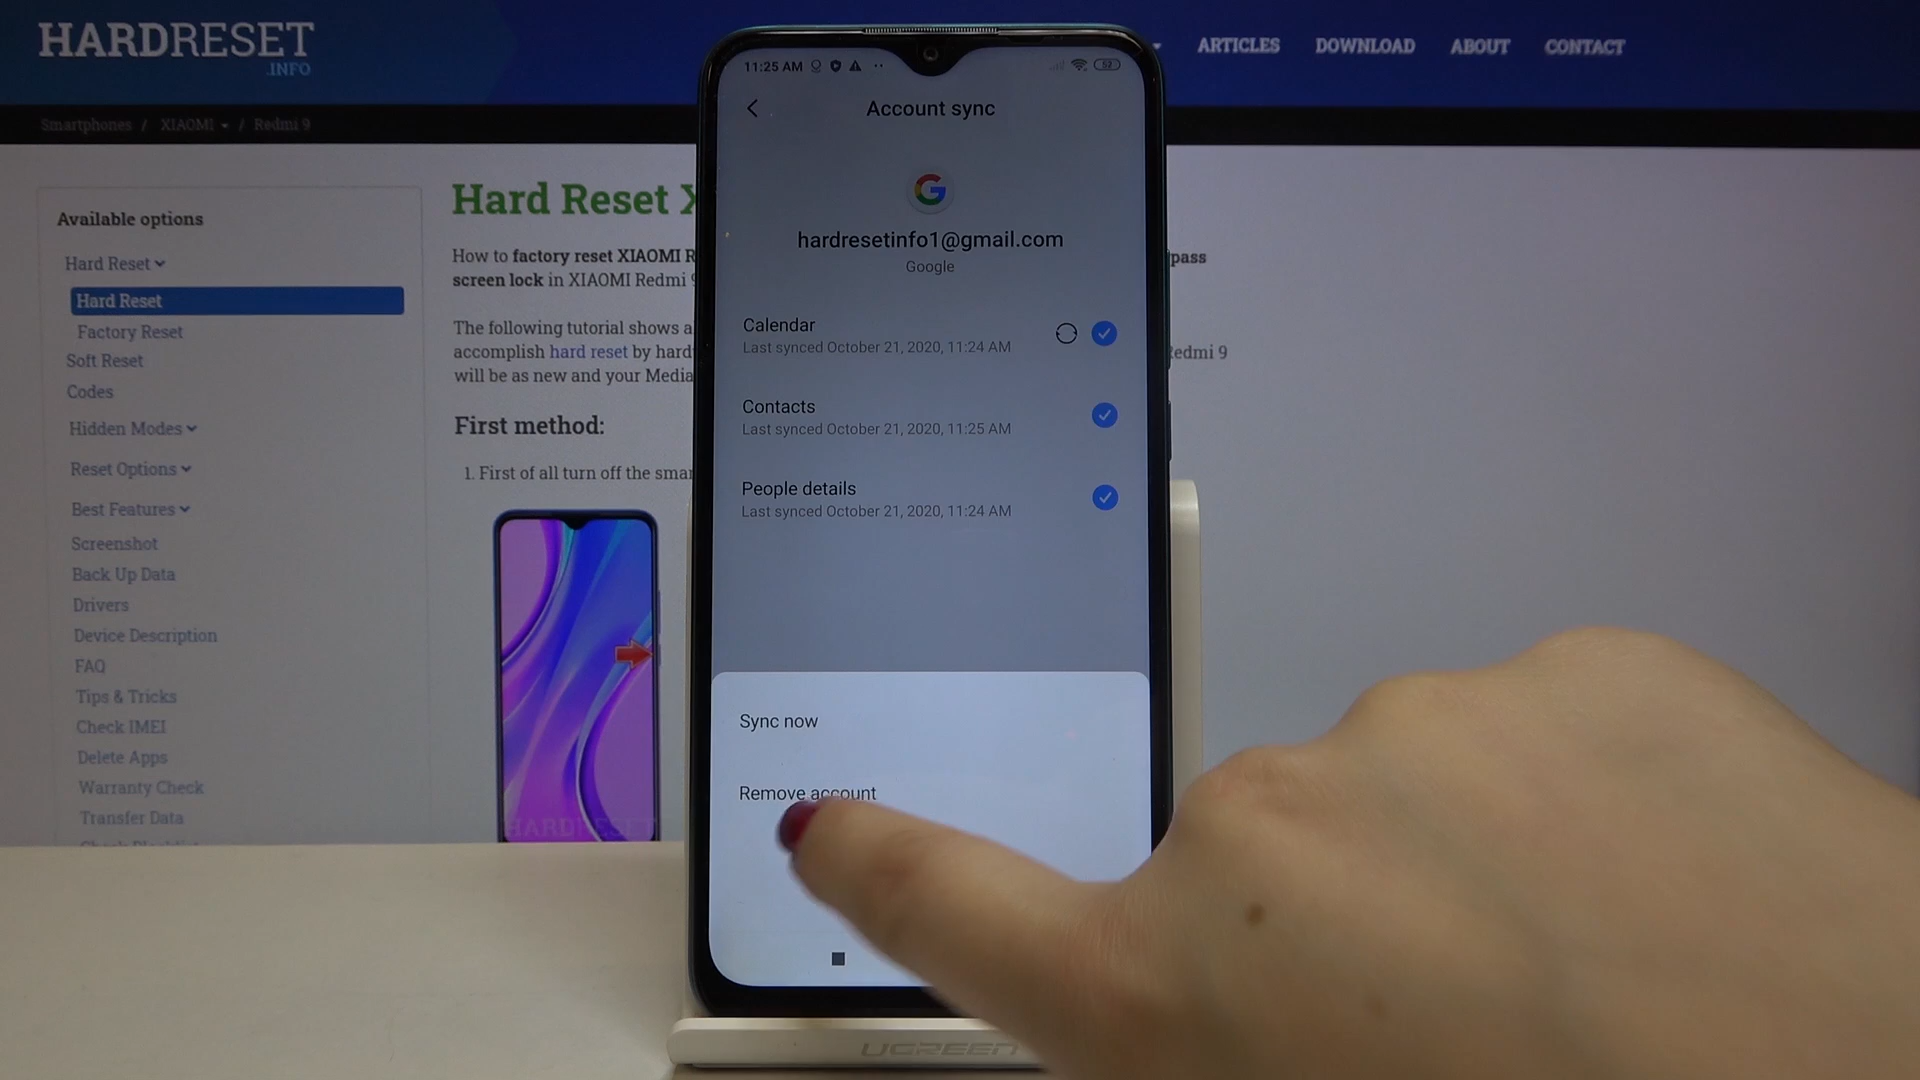 HARDRESET
.INFO
ARTICLES DOWNLOAD ABOUT CONTACT
Smartphones / XIAOMI / Redmi 9
Available options
Hard Reset
Hard Reset
Factory Reset
Soft Reset
Codes
Hidden Modes
Reset Options
Best Features
Screenshot
Back Up Data
Drivers
Device Description
FAQ
Tips & Tricks
Check IMEI
Delete Apps
Warranty Check
Transfer Data
Hard Reset
How to factory reset XIAOMI
pass
screen lock in XIAOMI Redmi
The following tutorial shows
accomplish hard reset by
Redmi 9
will be as new and your
First method:
1. First of all turn off the
HARDRESET
11:25 AM
52
Account sync
hardresetinfo1@gmail.com
Google
Calendar
Last synced October 21, 2020, 11:24 AM
Contacts
Last synced October 21, 2020, 11:25 AM
People details
Last synced October 21, 2020, 11:24 AM
Sync now
Remove account
UGREEN